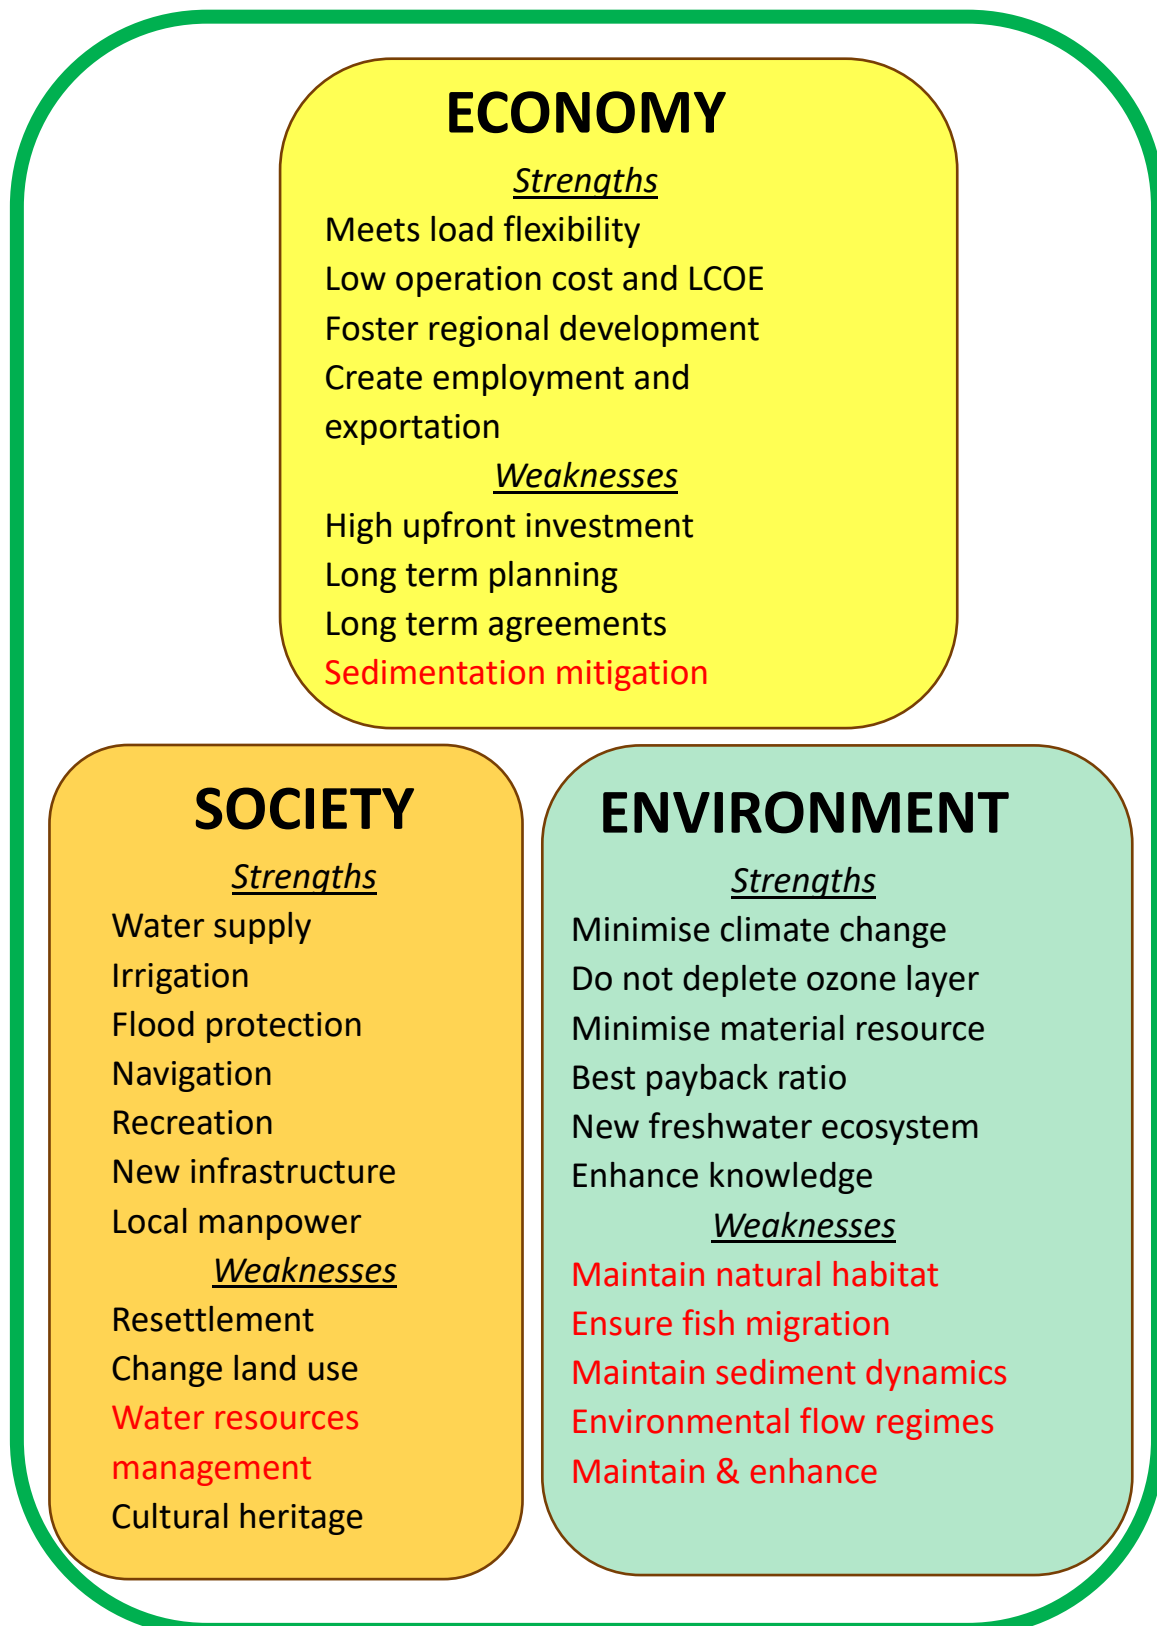 ECONOMY
Strengths
Meets load flexibility
Low operation cost and LCOE
Foster regional development
Create employment and
exportation
Weaknesses
High upfront investment
Long term planning
Long term agreements
Sedimentation mitigation
SOCIETY
Strengths
Water supply
Irrigation
Flood protection
Navigation
Recreation
New infrastructure
Local manpower
Weaknesses
Resettlement
Change land use
Water resources
management
Cultural heritage
ENVIRONMENT
Strengths
Minimise climate change
Do not deplete ozone layer
Minimise material resource
Best payback ratio
New freshwater ecosystem
Enhance knowledge
Weaknesses
Maintain natural habitat
Ensure fish migration
Maintain sediment dynamics
Environmental flow regimes
Maintain & enhance